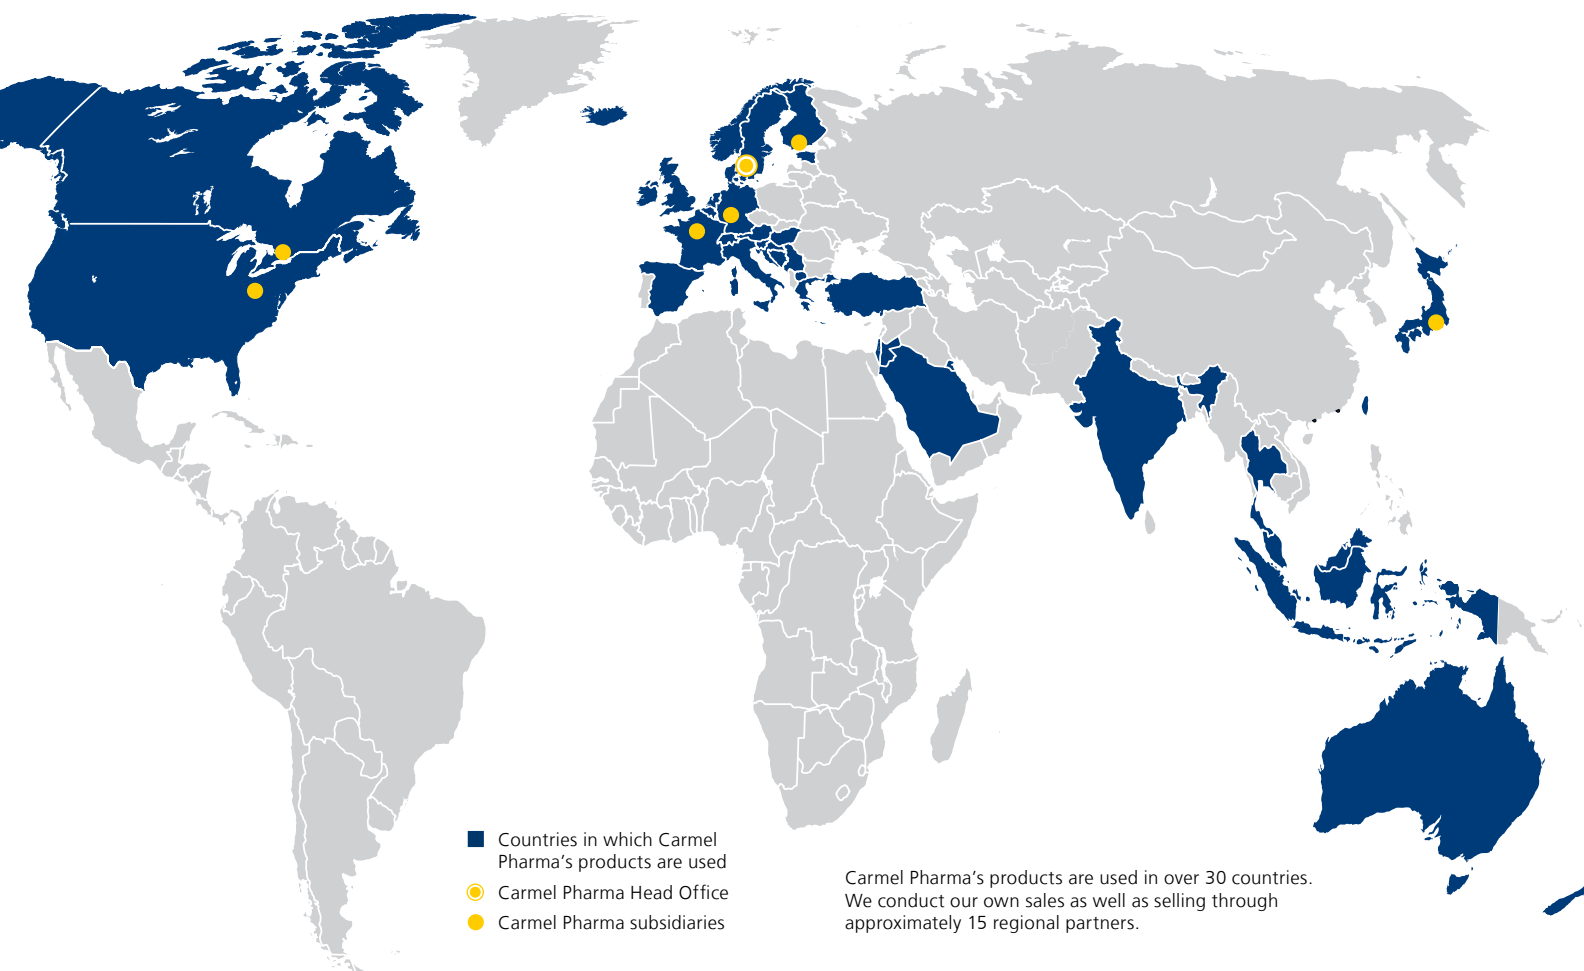 Countries in which Carmel
Pharma’s products are used
Carmel Pharma Head Office
Carmel Pharma subsidiaries
Carmel Pharma’s products are used in over 30 countries.
We conduct our own sales as well as selling through
approximately 15 regional partners.